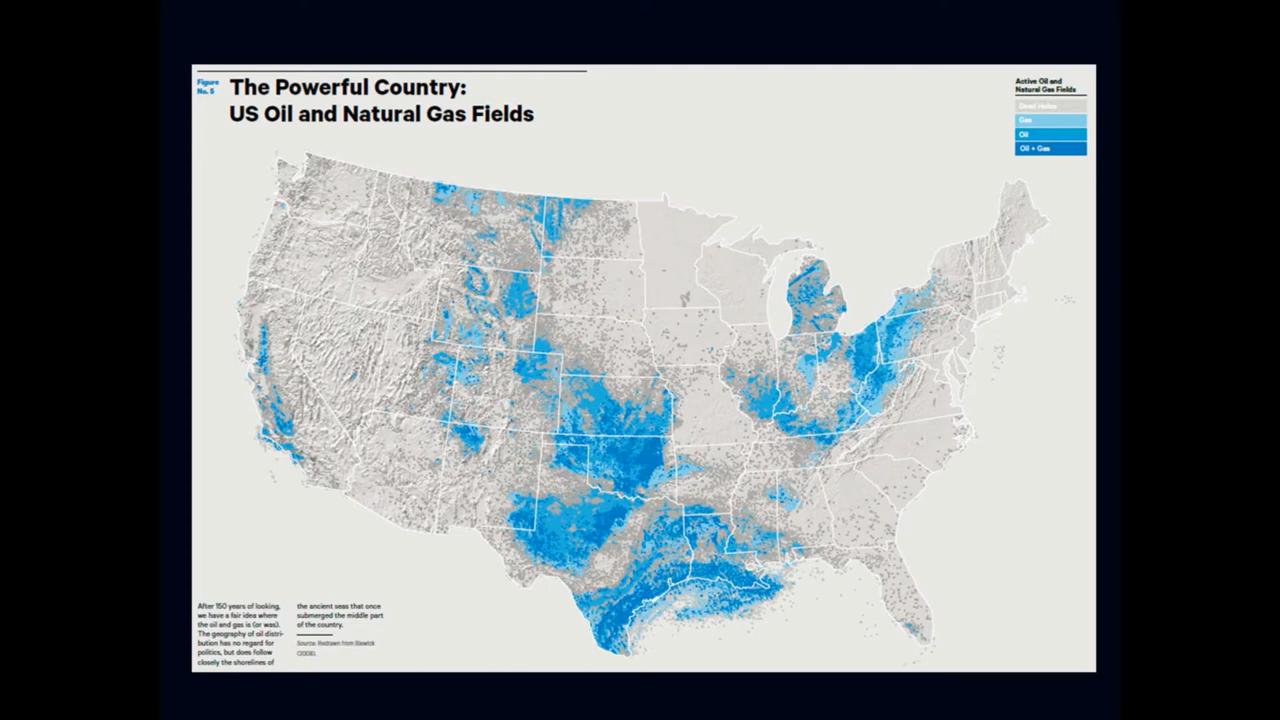 Figure
No. 5
The Powerful Country:
US Oil and Natural Gas Fields
Active Oil and
Natural Gas Fields
Dead Holes
Gas
Oil
Oil + Gas
After 150 years of looking,
we have a fair idea where
the oil and gas is (or was).
The geography of oil distri-
bution has no regard for
politics, but does follow
closely the shorelines of
the ancient seas that once
submerged the middle part
of the country.
Source: Redrawn from